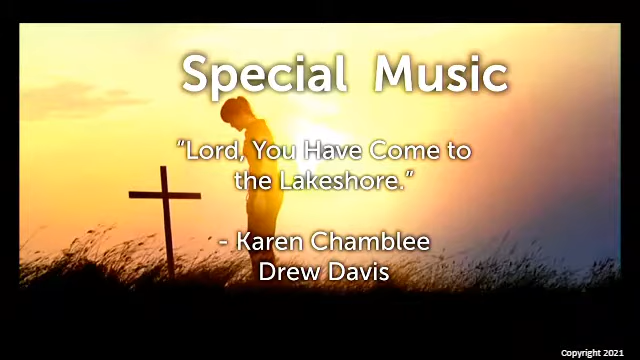 Special Music
"Lord, You Have Come to
the Lakeshore."
- Karen Chamblee
Drew Davis
Copyright 2021